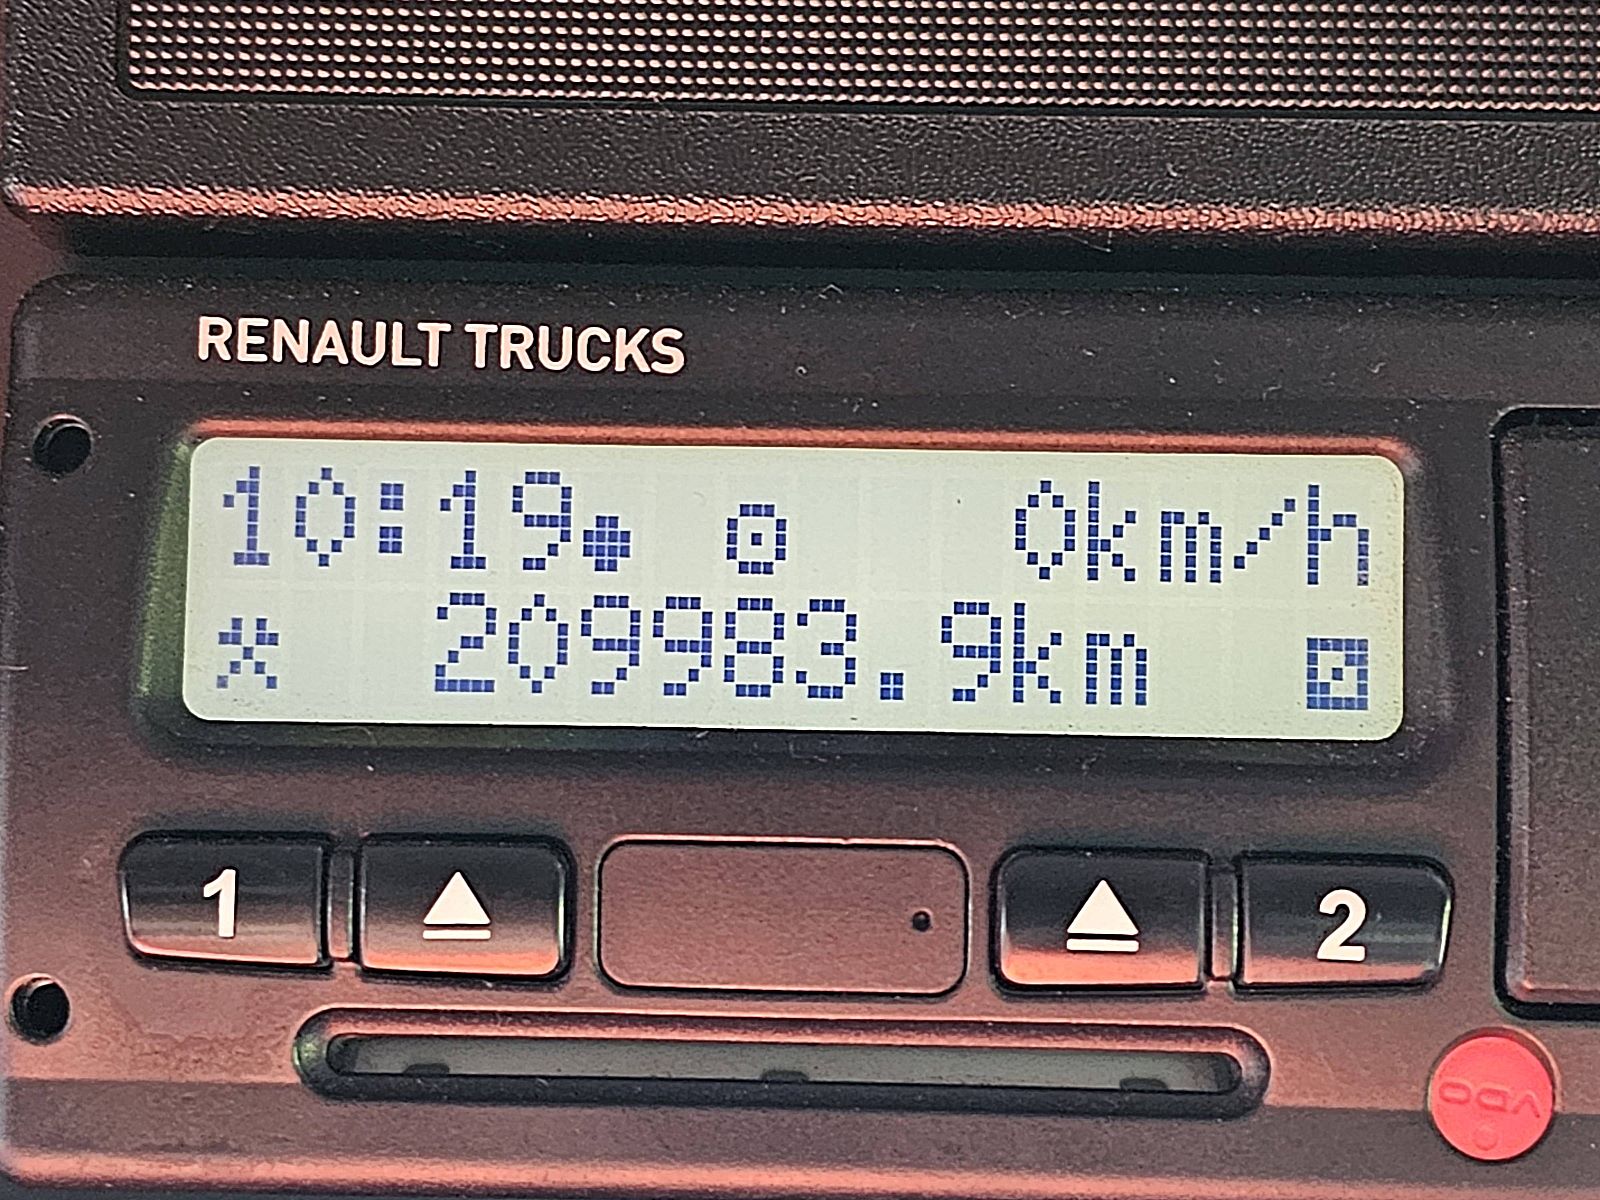 RENAULT TRUCKS
10:19 0km/h
209983.9km
1 2
VDO